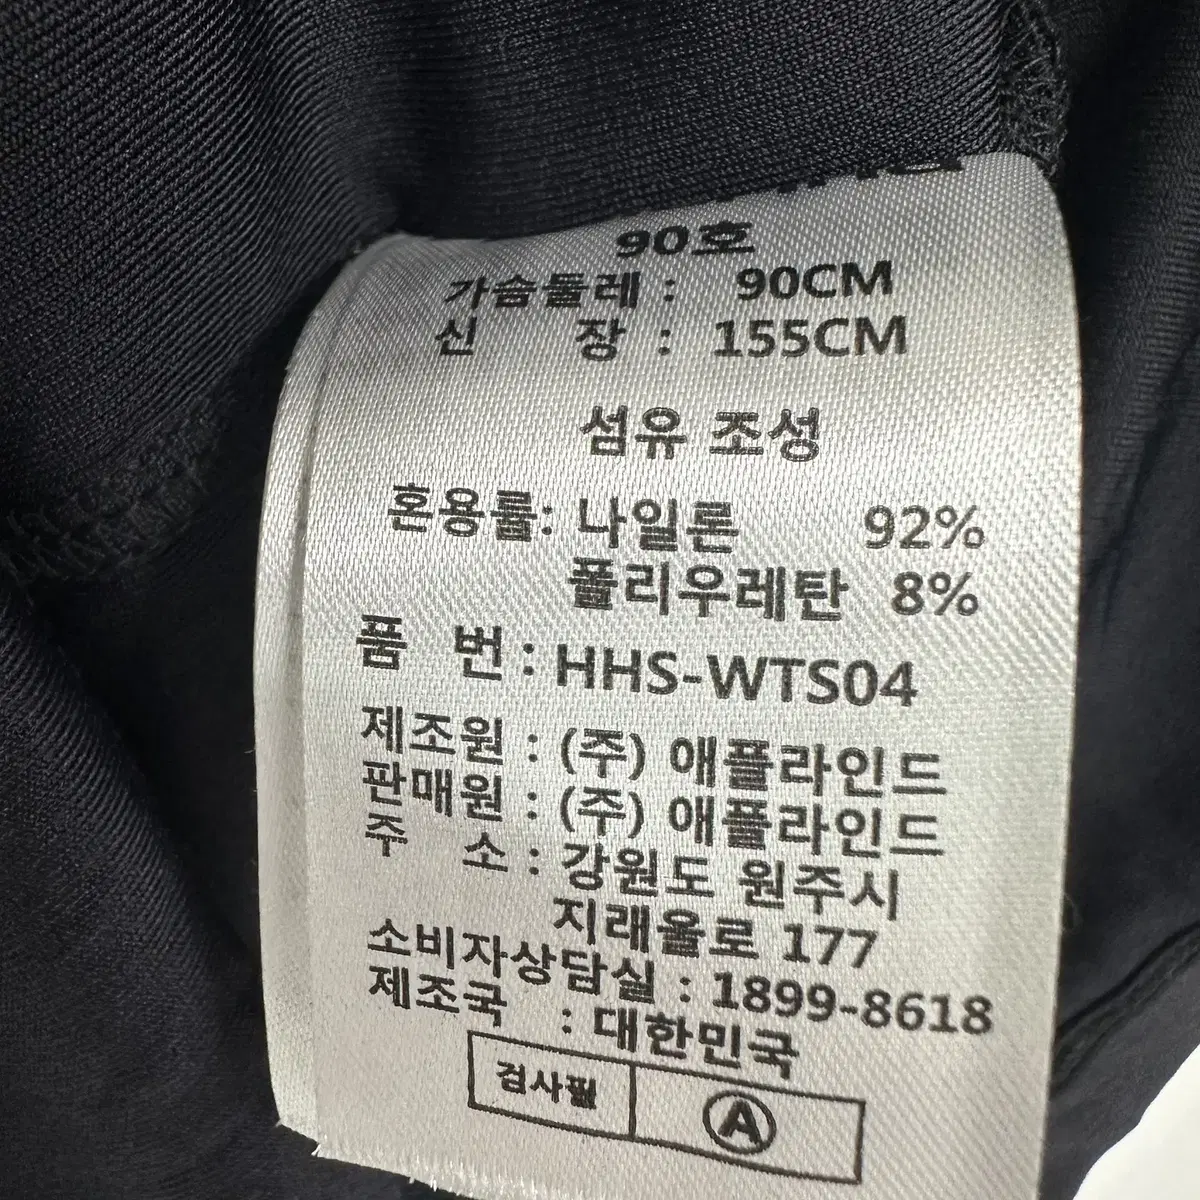 90호
가슴둘레 : 90CM
신 장 : 155CM
섬유 조성
혼용률: 나일론 92%
폴리우레탄 8%
품 번 : HHS-WTS04
제조원 : (주) 애플라인드
판매원 : (주) 애플라인드
주 소 : 강원도 원주시
지래울로 177
소비자상담실 : 1899-8618
제조국 : 대한민국
검사필 Ⓐ